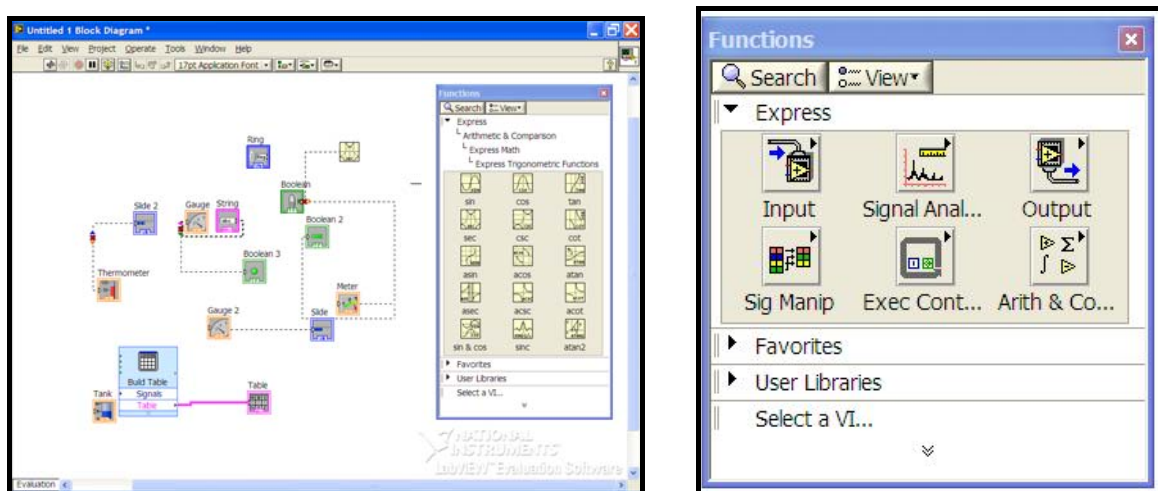 Untitled 1 Block Diagram *
File Edit View Project Operate Tools Window Help
17pt Application Font
Ring
Boolean
Slide 2
Gauge
String
Boolean 2
Boolean 3
Thermometer
Meter
Gauge 2
Slide
Build Table
Signals
Table
Tank
Table
Functions
Search View
Express
Arithmetic & Comparison
Express Math
Express Trigonometric Functions
sin cos tan
sec csc cot
asin acos atan
asec acsc acot
sin & cos sinc atan2
Favorites
User Libraries
Select a VI...
NATIONAL
INSTRUMENTS
LabVIEW™ Evaluation Software
Evaluation
Functions
Search View
Express
Input Signal Anal... Output
Sig Manip Exec Cont... Arith & Co...
Favorites
User Libraries
Select a VI...